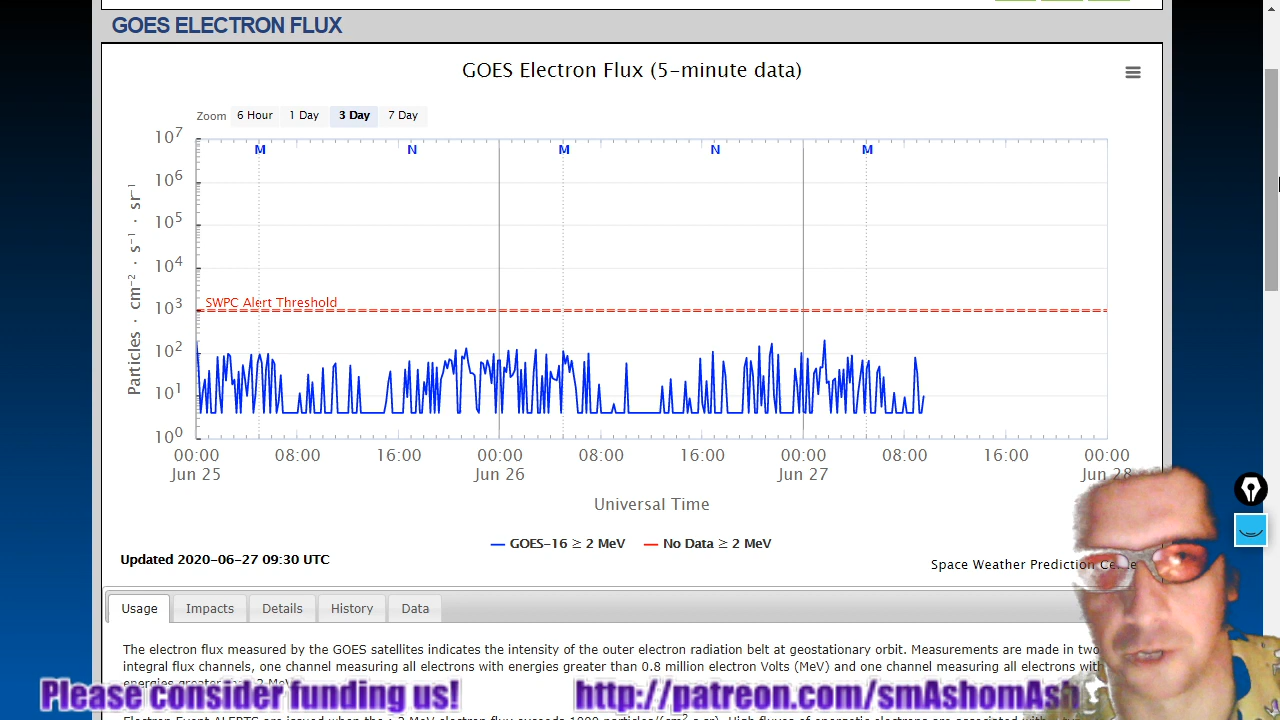 GOES ELECTRON FLUX
GOES Electron Flux (5-minute data)
Zoom 6 Hour 1 Day 3 Day 7 Day
10⁷
M N M N M
10⁶
10⁵
10⁴
SWPC Alert Threshold
10³
10²
10¹
10⁰
Particles · cm⁻² · s⁻¹ · sr⁻¹
00:00 08:00 16:00 00:00 08:00 16:00 00:00 08:00 16:00 00:00
Jun 25 Jun 26 Jun 27 Jun 28
Universal Time
GOES-16 ≥ 2 MeV No Data ≥ 2 MeV
Updated 2020-06-27 09:30 UTC
Space Weather Prediction Ce
Usage Impacts Details History Data
The electron flux measured by the GOES satellites indicates the intensity of the outer electron radiation belt at geostationary orbit. Measurements are made in two
integral flux channels, one channel measuring all electrons with energies greater than 0.8 million electron Volts (MeV) and one channel measuring all electrons with
Please consider funding us! http://patreon.com/smAshomAsh